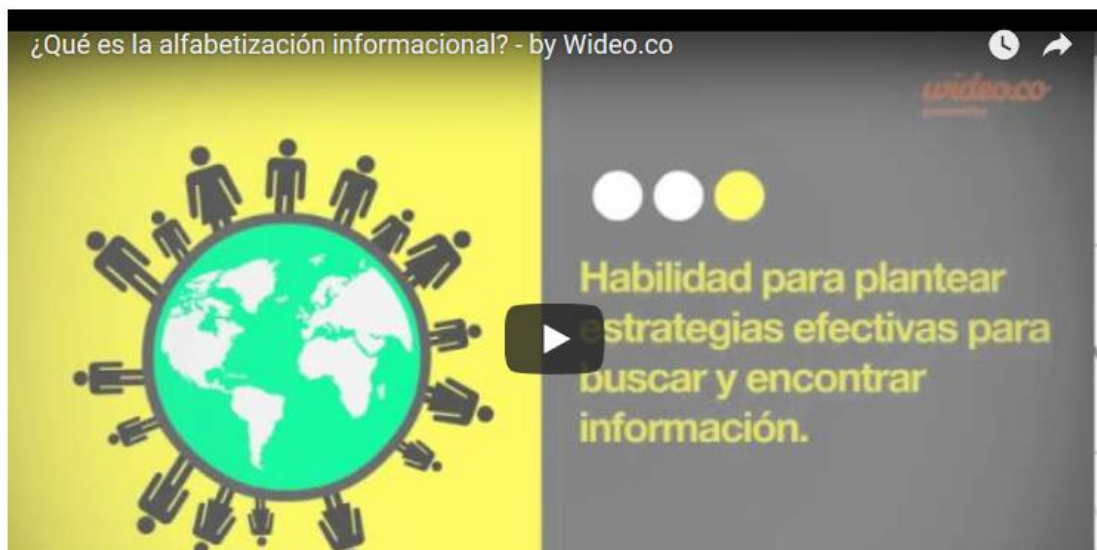 ¿Qué es la alfabetización informacional? - by Wideo.co
wideo.co
Habilidad para plantear
estrategias efectivas para
buscar y encontrar
información.